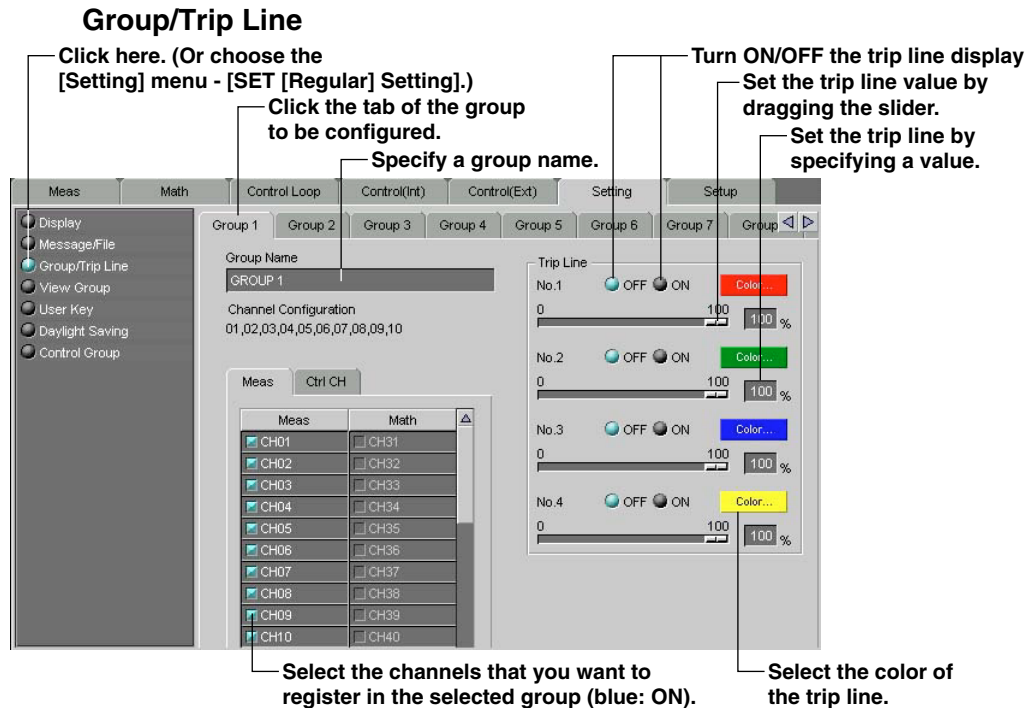 Group/Trip Line
Click here. (Or choose the
[Setting] menu - [SET [Regular] Setting].)
Click the tab of the group
to be configured.
Specify a group name.
Turn ON/OFF the trip line display
Set the trip line value by
dragging the slider.
Set the trip line by
specifying a value.
Meas Math Control Loop Control(Int) Control(Ext) Setting Setup
Display
Message/File
Group/Trip Line
View Group
User Key
Daylight Saving
Control Group
Group 1 Group 2 Group 3 Group 4 Group 5 Group 6 Group 7 Group
Group Name
GROUP 1
Channel Configuration
01,02,03,04,05,06,07,08,09,10
Meas Ctrl CH
Meas Math
CH01 CH31
CH02 CH32
CH03 CH33
CH04 CH34
CH05 CH35
CH06 CH36
CH07 CH37
CH08 CH38
CH09 CH39
CH10 CH40
Trip Line
No.1 OFF ON Color...
0 100 100 %
No.2 OFF ON Color...
0 100 100 %
No.3 OFF ON Color...
0 100 100 %
No.4 OFF ON Color...
0 100 100 %
Select the channels that you want to
register in the selected group (blue: ON).
Select the color of
the trip line.